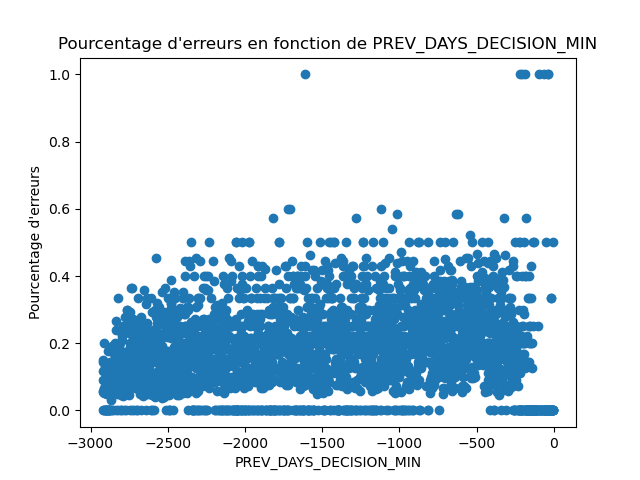 Pourcentage d'erreurs en fonction de PREV_DAYS_DECISION_MIN
1.0
0.8
0.6
0.4
0.2
0.0
Pourcentage d'erreurs
−3000 −2500 −2000 −1500 −1000 −500 0
PREV_DAYS_DECISION_MIN